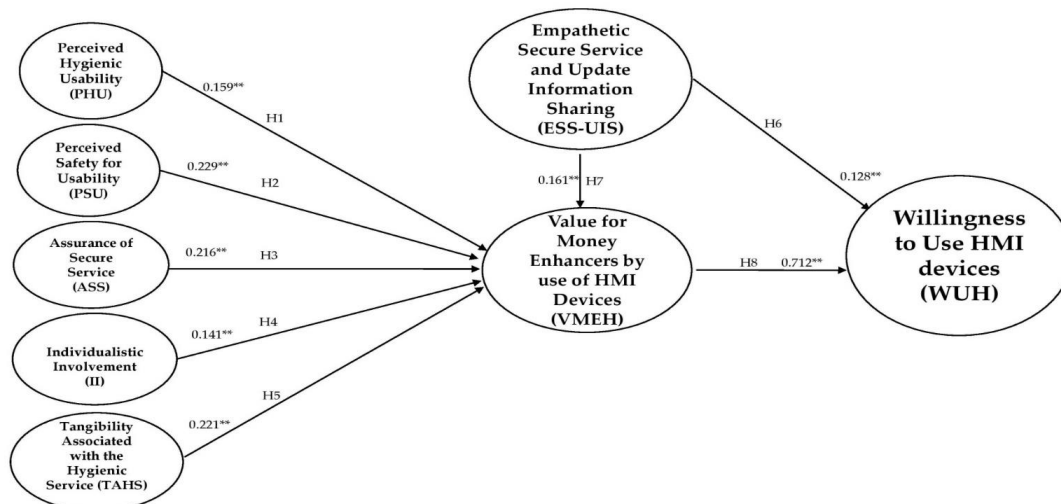 Perceived
Hygienic
Usability
(PHU)
0.159**
H1
Perceived
Safety for
Usability
(PSU)
0.229**
H2
Assurance of
Secure
Service
(ASS)
0.216**
H3
Individualistic
Involvement
(II)
0.141**
H4
Tangibility
Associated
with the
Hygienic
Service (TAHS)
0.221**
H5
Empathetic
Secure Service
and Update
Information
Sharing
(ESS-UIS)
H6
0.128**
0.161**
H7
Value for
Money
Enhancers by
use of HMI
Devices
(VMEH)
H8
0.712**
Willingness
to Use HMI
devices
(WUH)